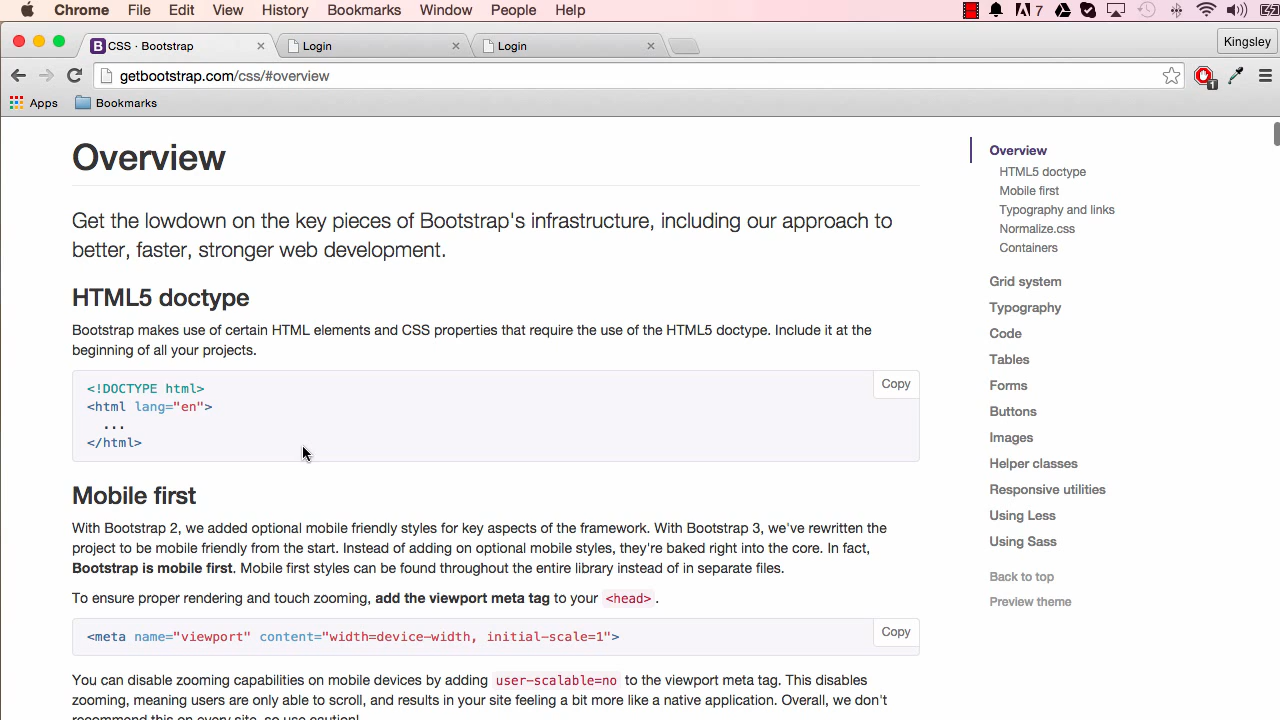 Chrome File Edit View History Bookmarks Window People Help 7
CSS · Bootstrap Login Login Kingsley
getbootstrap.com/css/#overview 1
Apps Bookmarks
Overview
Get the lowdown on the key pieces of Bootstrap's infrastructure, including our approach to
better, faster, stronger web development.
HTML5 doctype
Bootstrap makes use of certain HTML elements and CSS properties that require the use of the HTML5 doctype. Include it at the
beginning of all your projects.
Copy
<!DOCTYPE html>
<html lang="en">
...
</html>
Mobile first
With Bootstrap 2, we added optional mobile friendly styles for key aspects of the framework. With Bootstrap 3, we've rewritten the
project to be mobile friendly from the start. Instead of adding on optional mobile styles, they're baked right into the core. In fact,
Bootstrap is mobile first. Mobile first styles can be found throughout the entire library instead of in separate files.
To ensure proper rendering and touch zooming, add the viewport meta tag to your <head>.
Copy
<meta name="viewport" content="width=device-width, initial-scale=1">
You can disable zooming capabilities on mobile devices by adding user-scalable=no to the viewport meta tag. This disables
zooming, meaning users are only able to scroll, and results in your site feeling a bit more like a native application. Overall, we don't
recommend this on every site, so use caution!
Overview
HTML5 doctype
Mobile first
Typography and links
Normalize.css
Containers
Grid system
Typography
Code
Tables
Forms
Buttons
Images
Helper classes
Responsive utilities
Using Less
Using Sass
Back to top
Preview theme